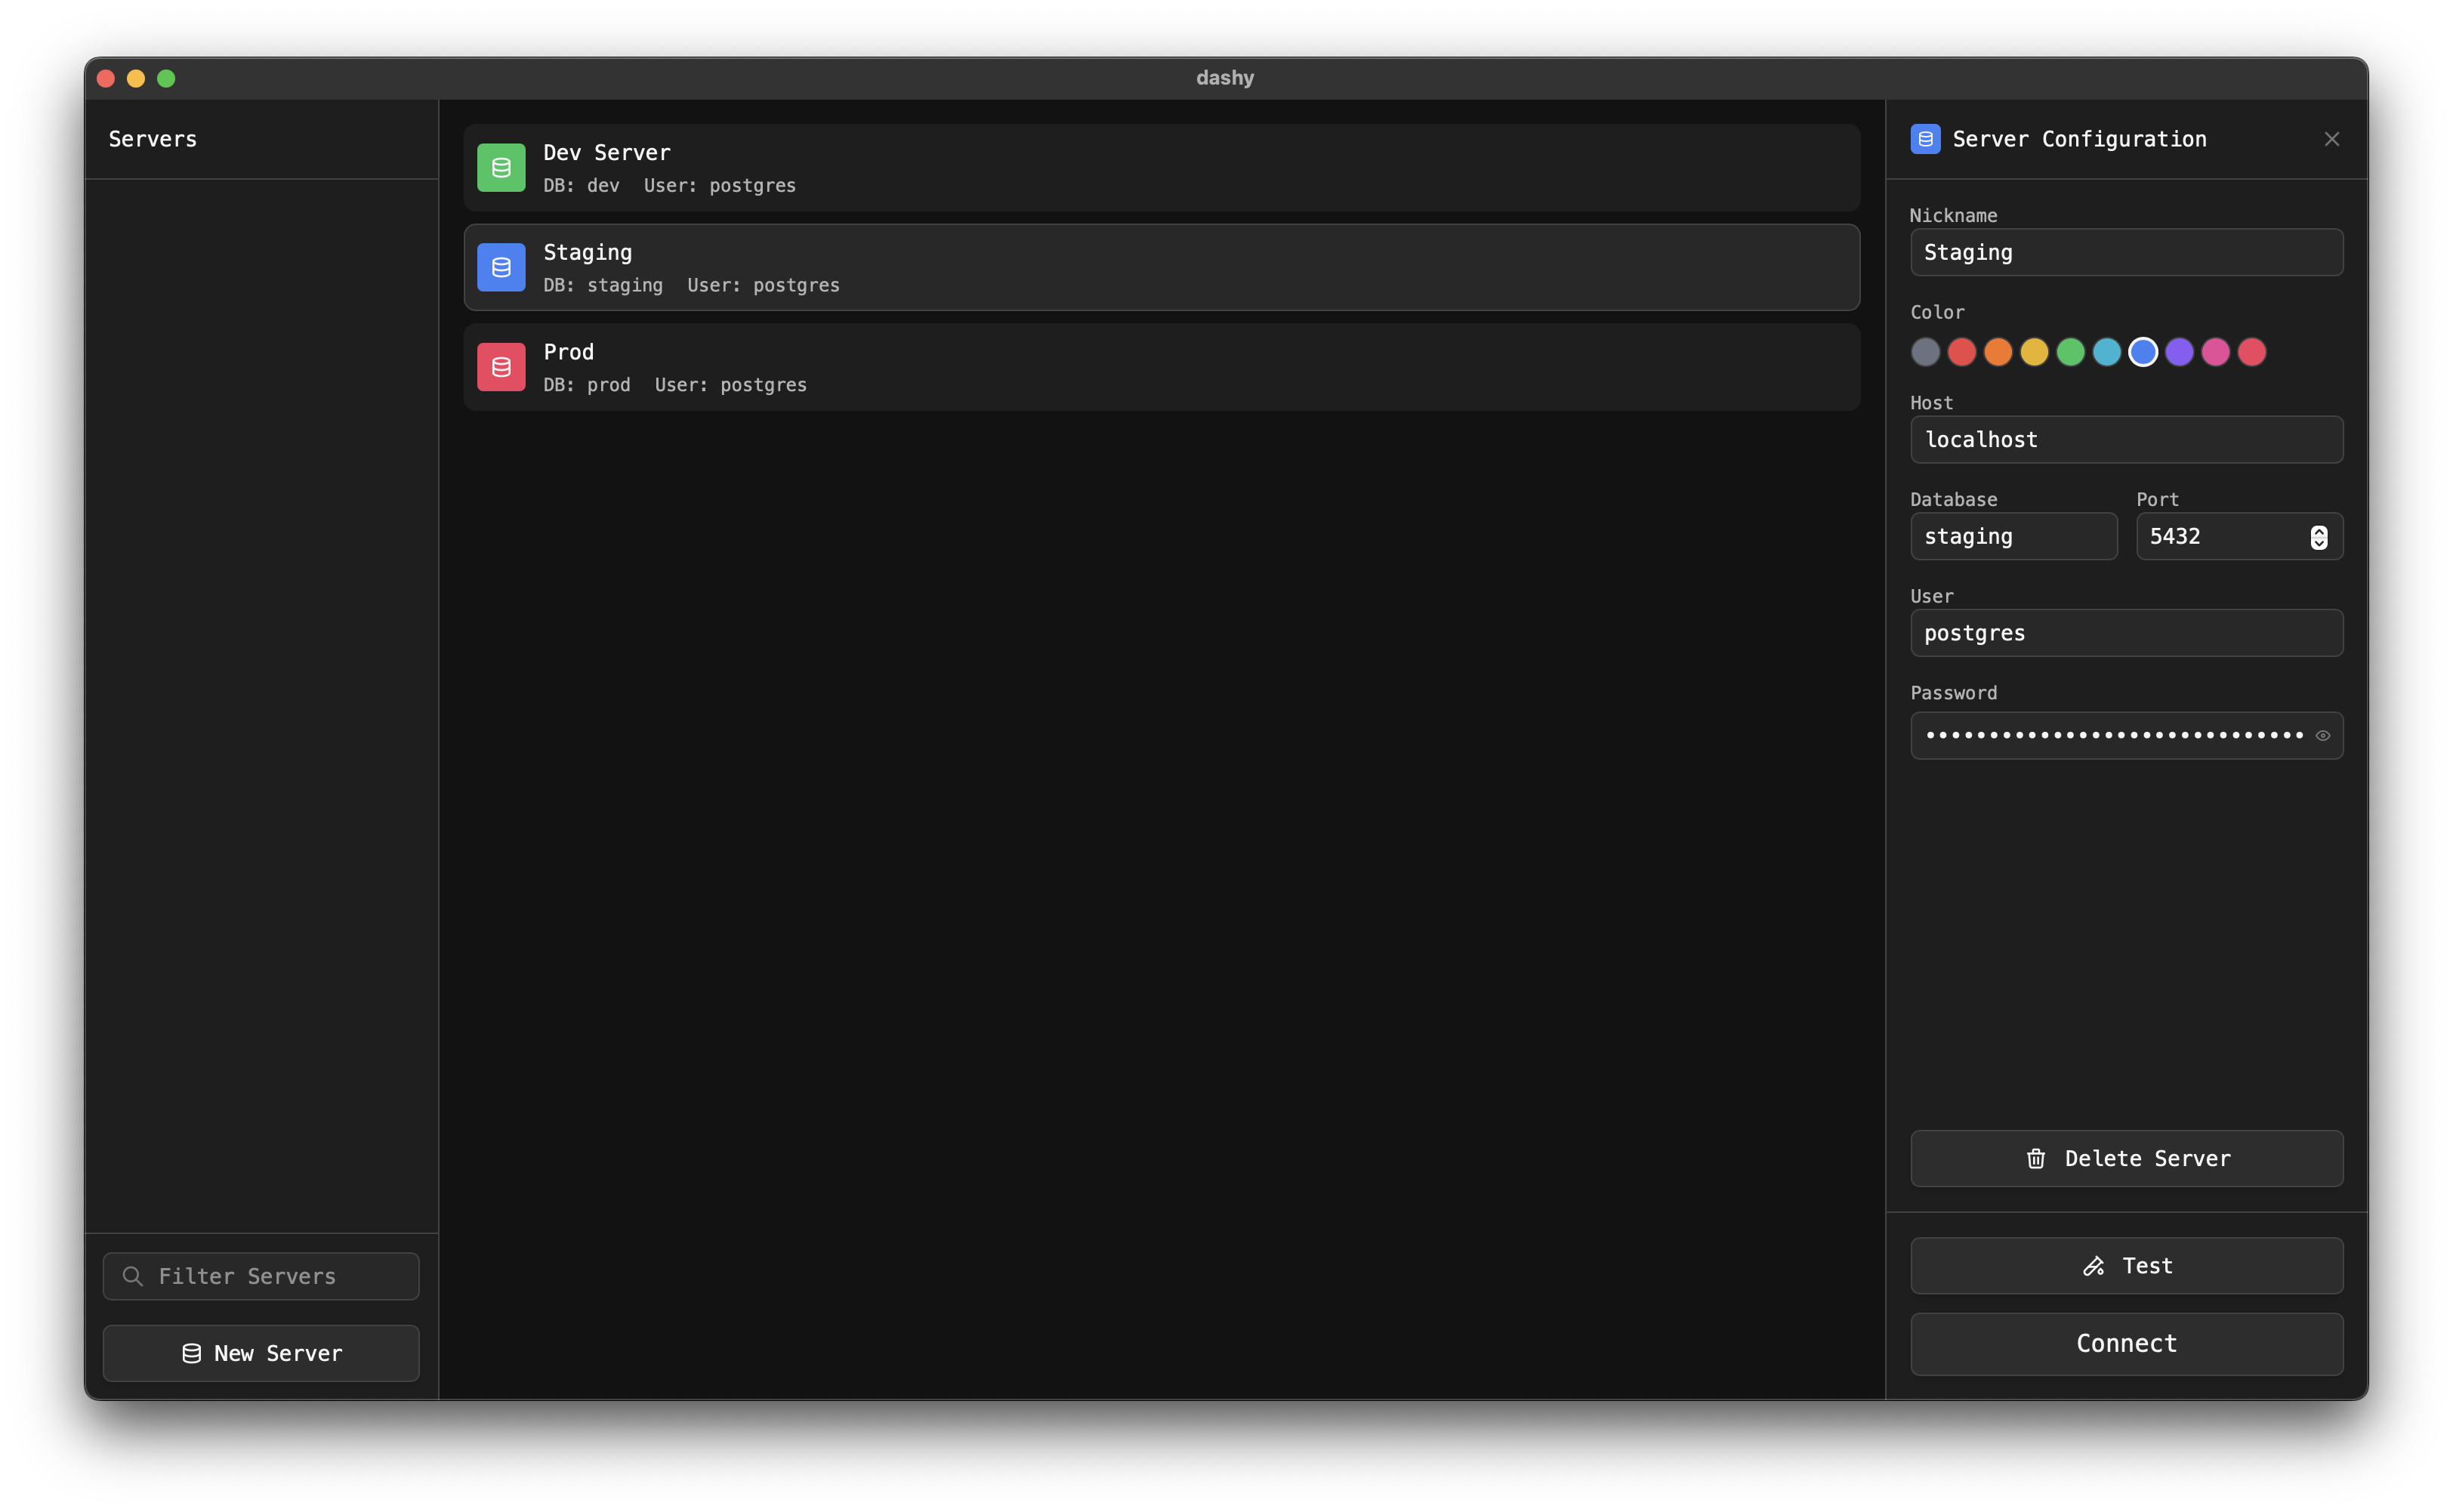 dashy
Servers
Filter Servers
New Server
Dev Server
DB: dev User: postgres
Staging
DB: staging User: postgres
Prod
DB: prod User: postgres
Server Configuration
Nickname
Staging
Color
Host
localhost
Database Port
staging 5432
User
postgres
Password
••••••••••••••••••••••••••••••
Delete Server
Test
Connect